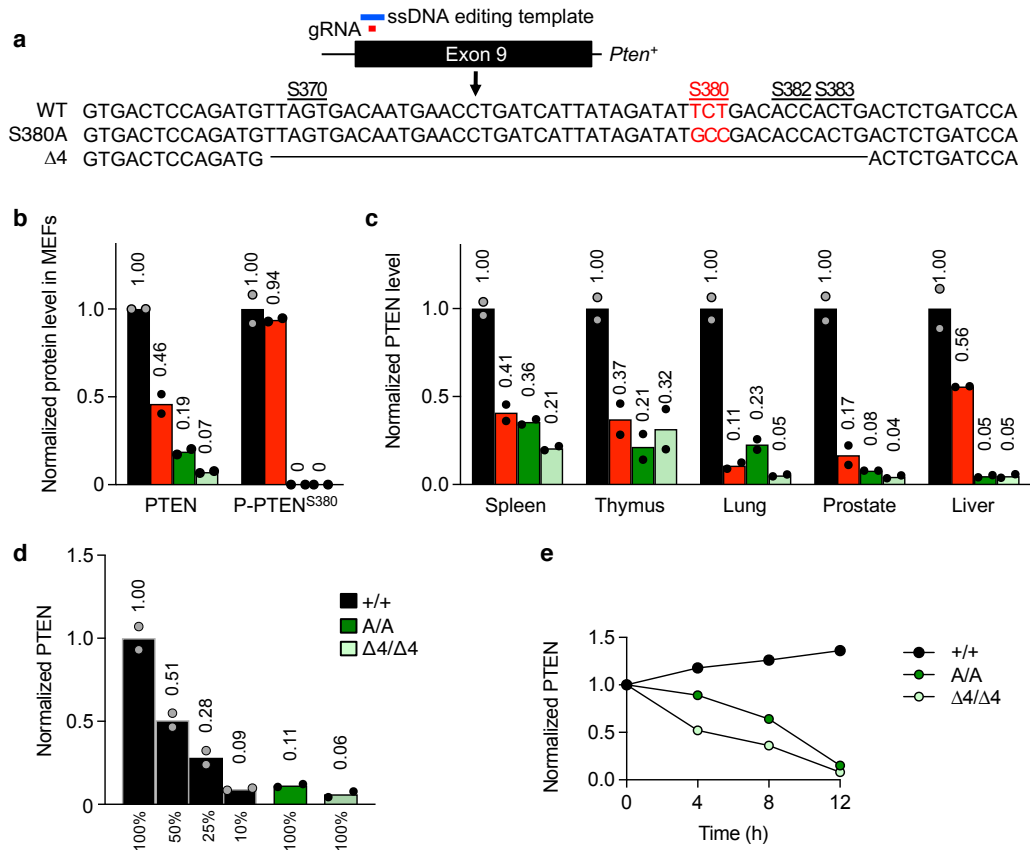 a
ssDNA editing template
gRNA
Exon 9
Pten+
S370 S380 S382 S383
WT GTGACTCCAGATGTTAGTGACAATGAACCTGATCATTATAGATATTCTGACACCACTGACTCTGATCCA
S380A GTGACTCCAGATGTTAGTGACAATGAACCTGATCATTATAGATATGCCGACACCACTGACTCTGATCCA
Δ4 GTGACTCCAGATG ACTCTGATCCA
b
Normalized protein level in MEFs
1.0
0.5
0.0
1.00 0.46 0.19 0.07
1.00 0.94 0 0
PTEN P-PTENS380
c
Normalized PTEN level
1.0
0.5
0.0
1.00 0.41 0.36 0.21
1.00 0.37 0.21 0.32
1.00 0.11 0.23 0.05
1.00 0.17 0.08 0.04
1.00 0.56 0.05 0.05
Spleen Thymus Lung Prostate Liver
d
Normalized PTEN
1.5
1.0
0.5
0
1.00 0.51 0.28 0.09 0.11 0.06
100% 50% 25% 10% 100% 100%
+/+
A/A
Δ4/Δ4
e
Normalized PTEN
1.5
1.0
0.5
0.0
0 4 8 12
Time (h)
+/+
A/A
Δ4/Δ4